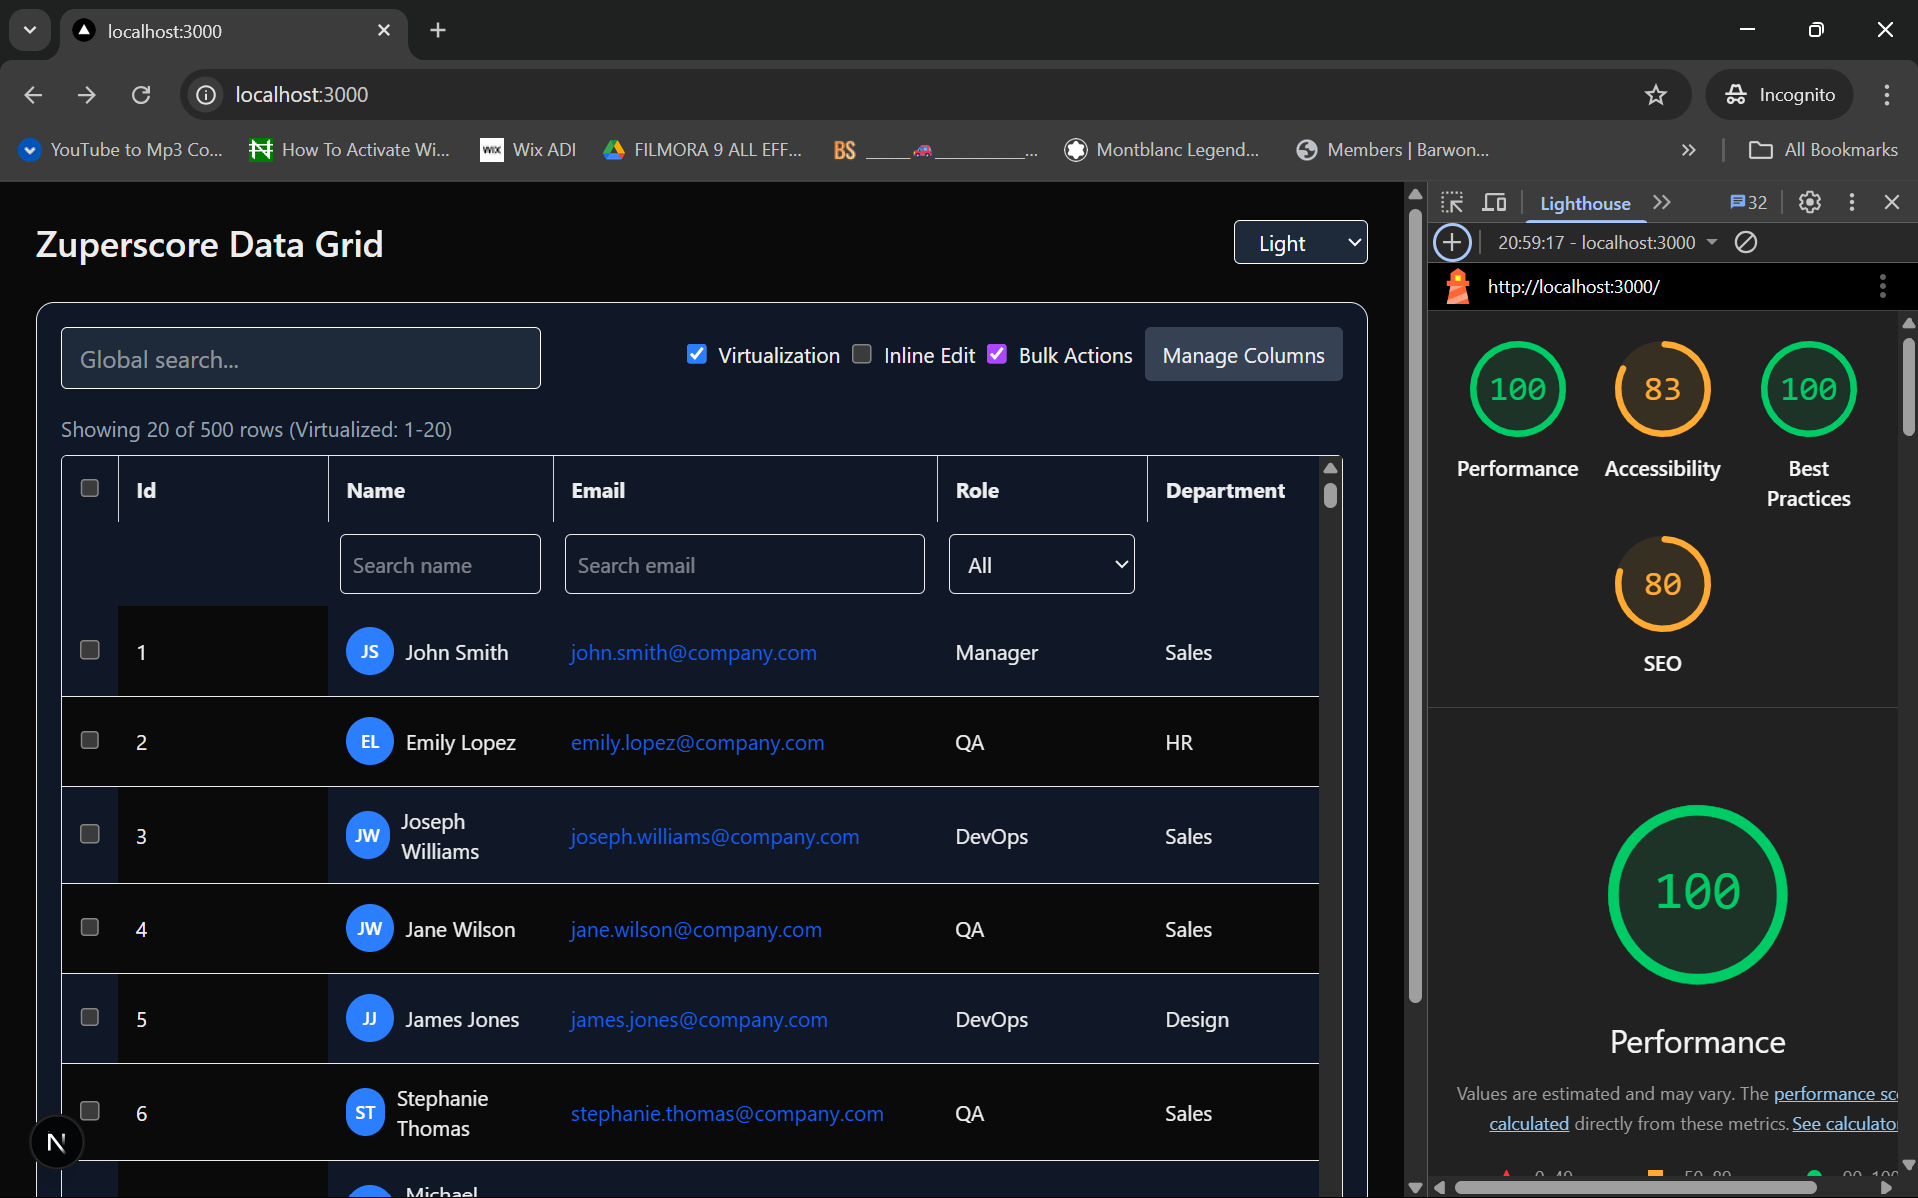 localhost:3000
localhost:3000
Incognito
YouTube to Mp3 Co...
How To Activate Wi...
WIX
Wix ADI
FILMORA 9 ALL EFF...
BS
Montblanc Legend...
Members | Barwon...
All Bookmarks
Zuperscore Data Grid
Light
Global search...
Virtualization
Inline Edit
Bulk Actions
Manage Columns
Showing 20 of 500 rows (Virtualized: 1-20)
Id
Name
Email
Role
Department
Search name
Search email
All
1
JS
John Smith
john.smith@company.com
Manager
Sales
2
EL
Emily Lopez
emily.lopez@company.com
QA
HR
3
JW
Joseph
Williams
joseph.williams@company.com
DevOps
Sales
4
JW
Jane Wilson
jane.wilson@company.com
QA
Sales
5
JJ
James Jones
james.jones@company.com
DevOps
Design
6
ST
Stephanie
Thomas
stephanie.thomas@company.com
QA
Sales
Michael
N
Lighthouse
32
20:59:17 - localhost:3000
http://localhost:3000/
100
Performance
83
Accessibility
100
Best
Practices
80
SEO
100
Performance
Values are estimated and may vary. The performance sc
calculated directly from these metrics. See calculator
0-49
50-89
90-100